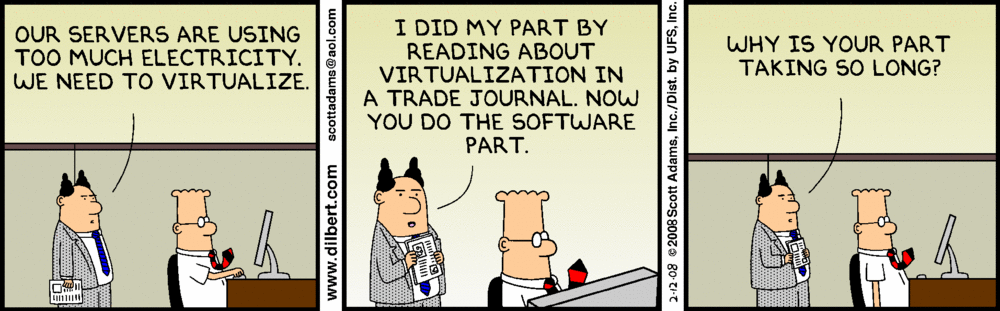 OUR SERVERS ARE USING
TOO MUCH ELECTRICITY.
WE NEED TO VIRTUALIZE.
www.dilbert.com
scottadams@aol.com
I DID MY PART BY
READING ABOUT
VIRTUALIZATION IN
A TRADE JOURNAL. NOW
YOU DO THE SOFTWARE
PART.
2-12-08 © 2008 Scott Adams, Inc./Dist. by UFS, Inc.
WHY IS YOUR PART
TAKING SO LONG?